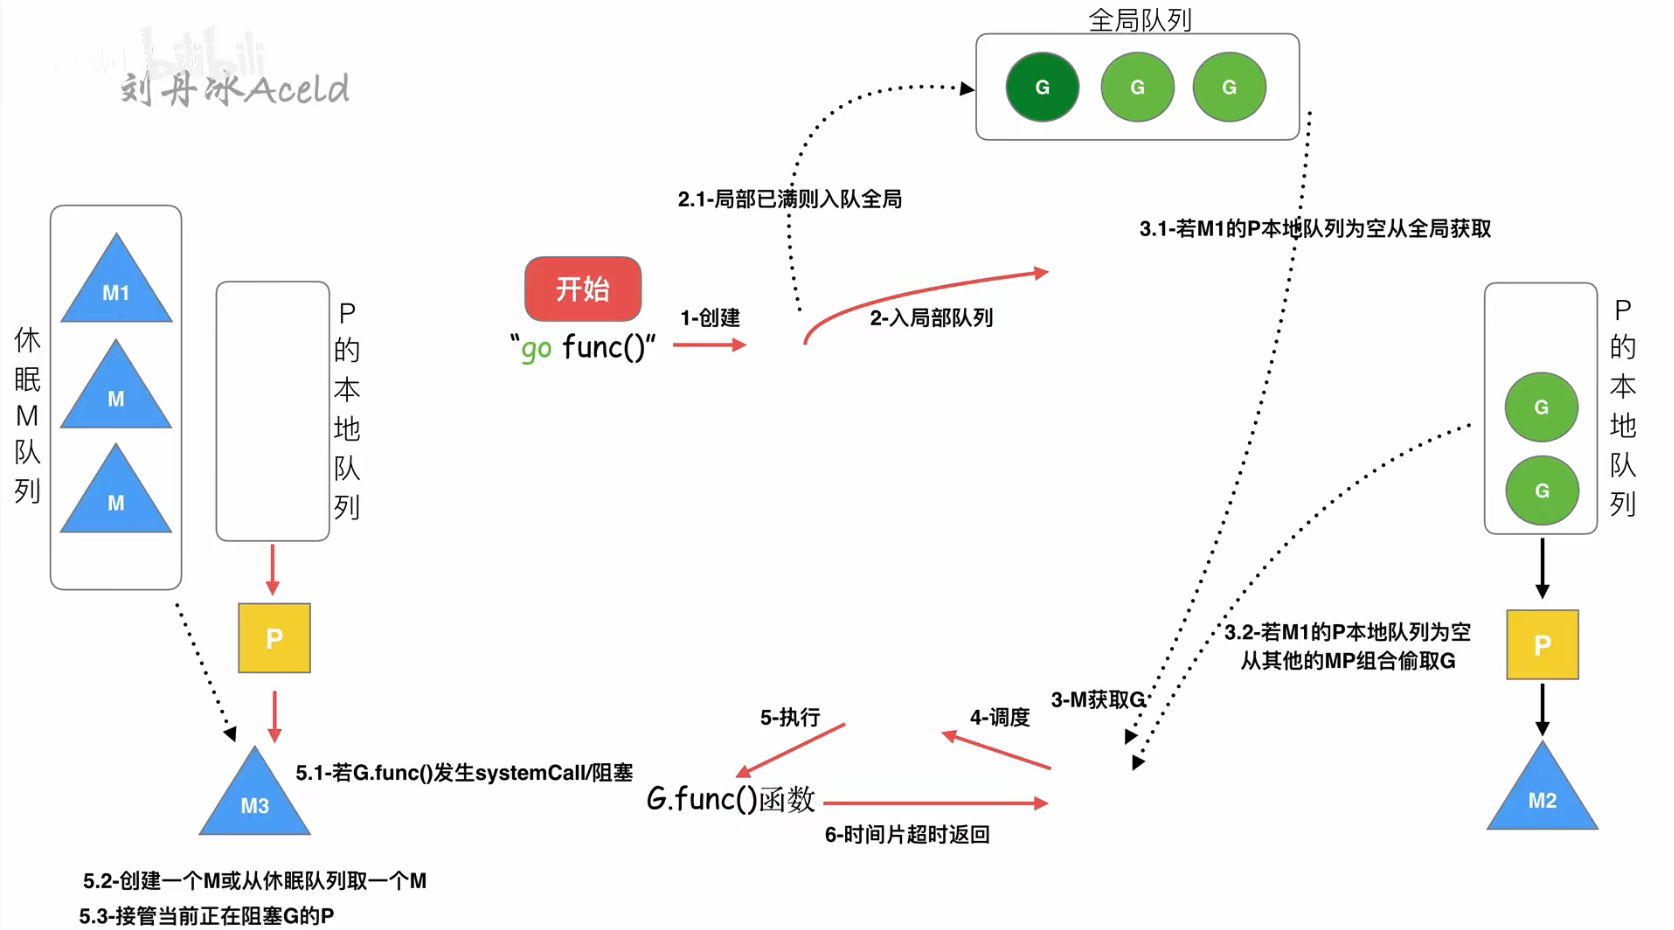 全局队列
bilibili
刘丹冰Aceld
G
G
G
2.1-局部已满则入队全局
3.1-若M1的P本地队列为空从全局获取
开始
“go func()”
1-创建
2-入局部队列
休眠M队列
M1
M
M
P的本地队列
P
M3
P的本地队列
G
G
P
M2
3.2-若M1的P本地队列为空
从其他的MP组合偷取G
3-M获取G
4-调度
5-执行
5.1-若G.func()发生systemCall/阻塞
G.func()函数
6-时间片超时返回
5.2-创建一个M或从休眠队列取一个M
5.3-接管当前正在阻塞G的P